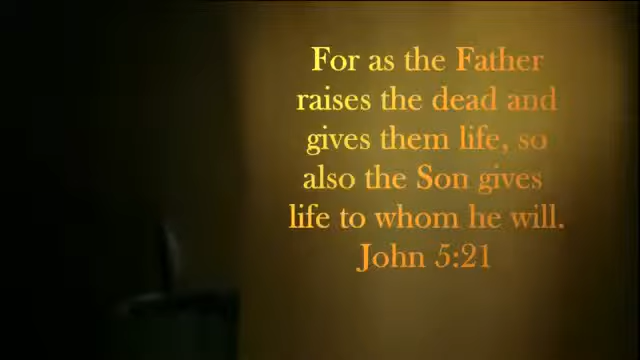 For as the Father
raises the dead and
gives them life, so
also the Son gives
life to whom he will.
John 5:21